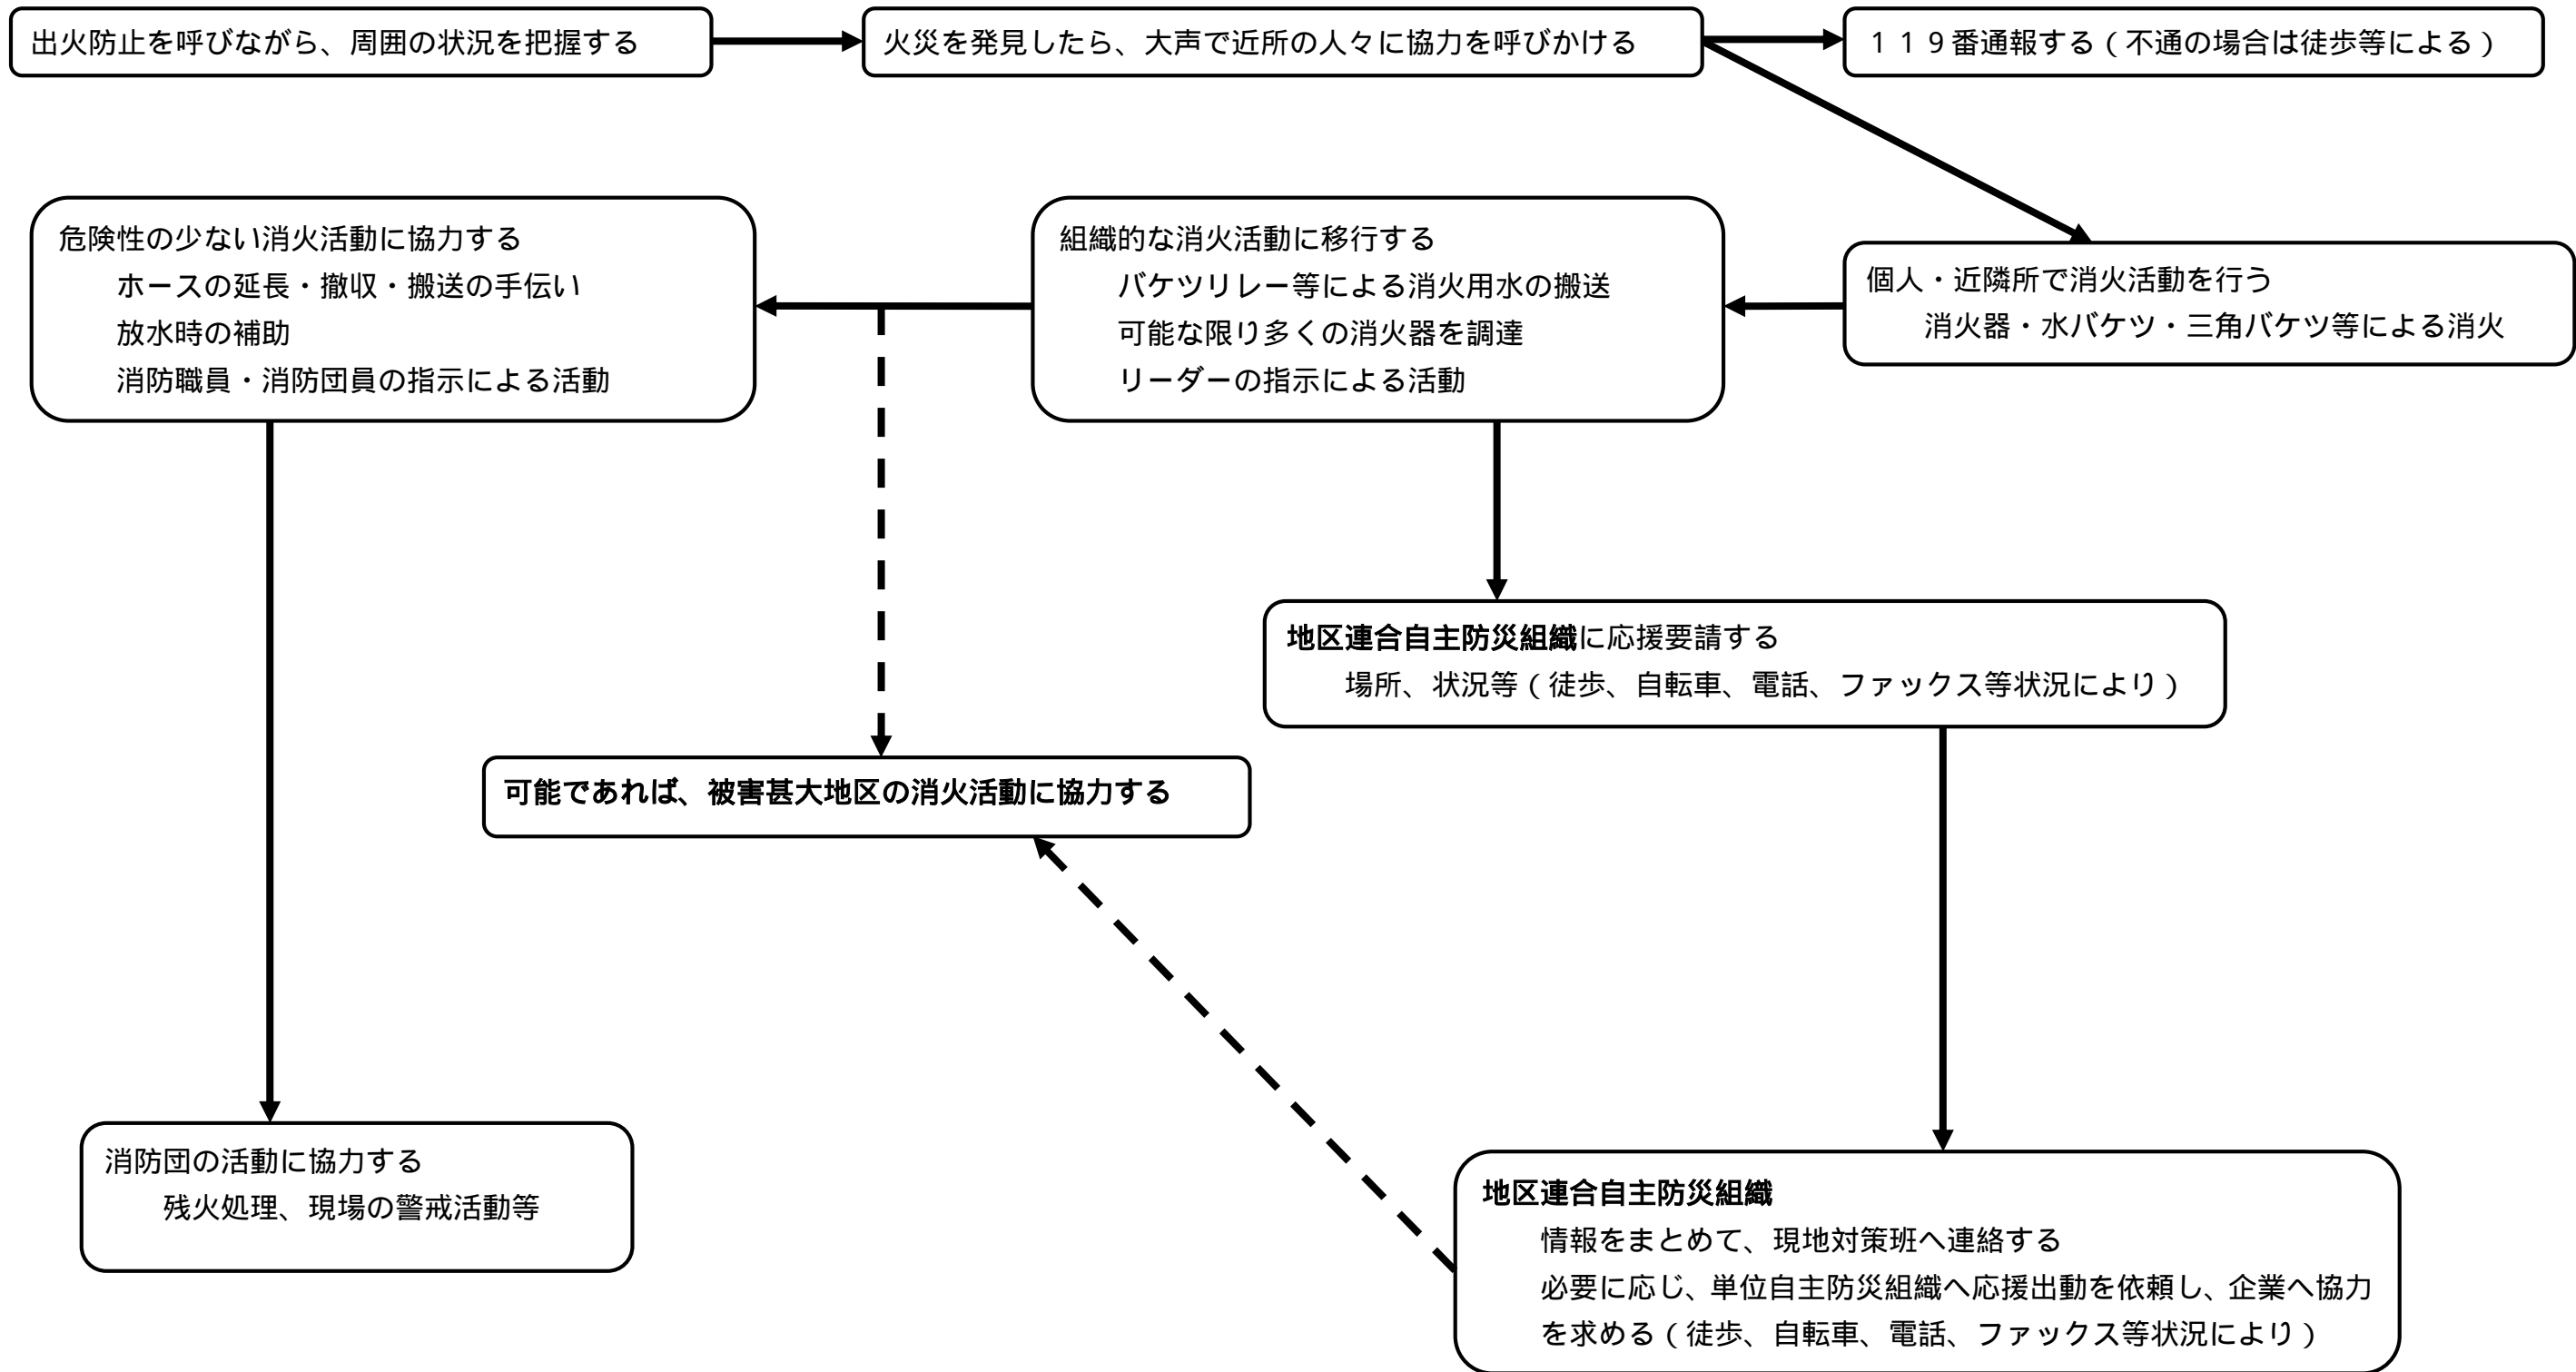 出火防止を呼びながら、周囲の状況を把握する
火災を発見したら、大声で近所の人々に協力を呼びかける
１１９番通報する（不通の場合は徒歩等による）
危険性の少ない消火活動に協力する
ホースの延長・撤収・搬送の手伝い
放水時の補助
消防職員・消防団員の指示による活動
組織的な消火活動に移行する
バケツリレー等による消火用水の搬送
可能な限り多くの消火器を調達
リーダーの指示による活動
個人・近隣所で消火活動を行う
消火器・水バケツ・三角バケツ等による消火
地区連合自主防災組織に応援要請する
場所、状況等（徒歩、自転車、電話、ファックス等状況により）
可能であれば、被害甚大地区の消火活動に協力する
消防団の活動に協力する
残火処理、現場の警戒活動等
地区連合自主防災組織
情報をまとめて、現地対策班へ連絡する
必要に応じ、単位自主防災組織へ応援出動を依頼し、企業へ協力
を求める（徒歩、自転車、電話、ファックス等状況により）